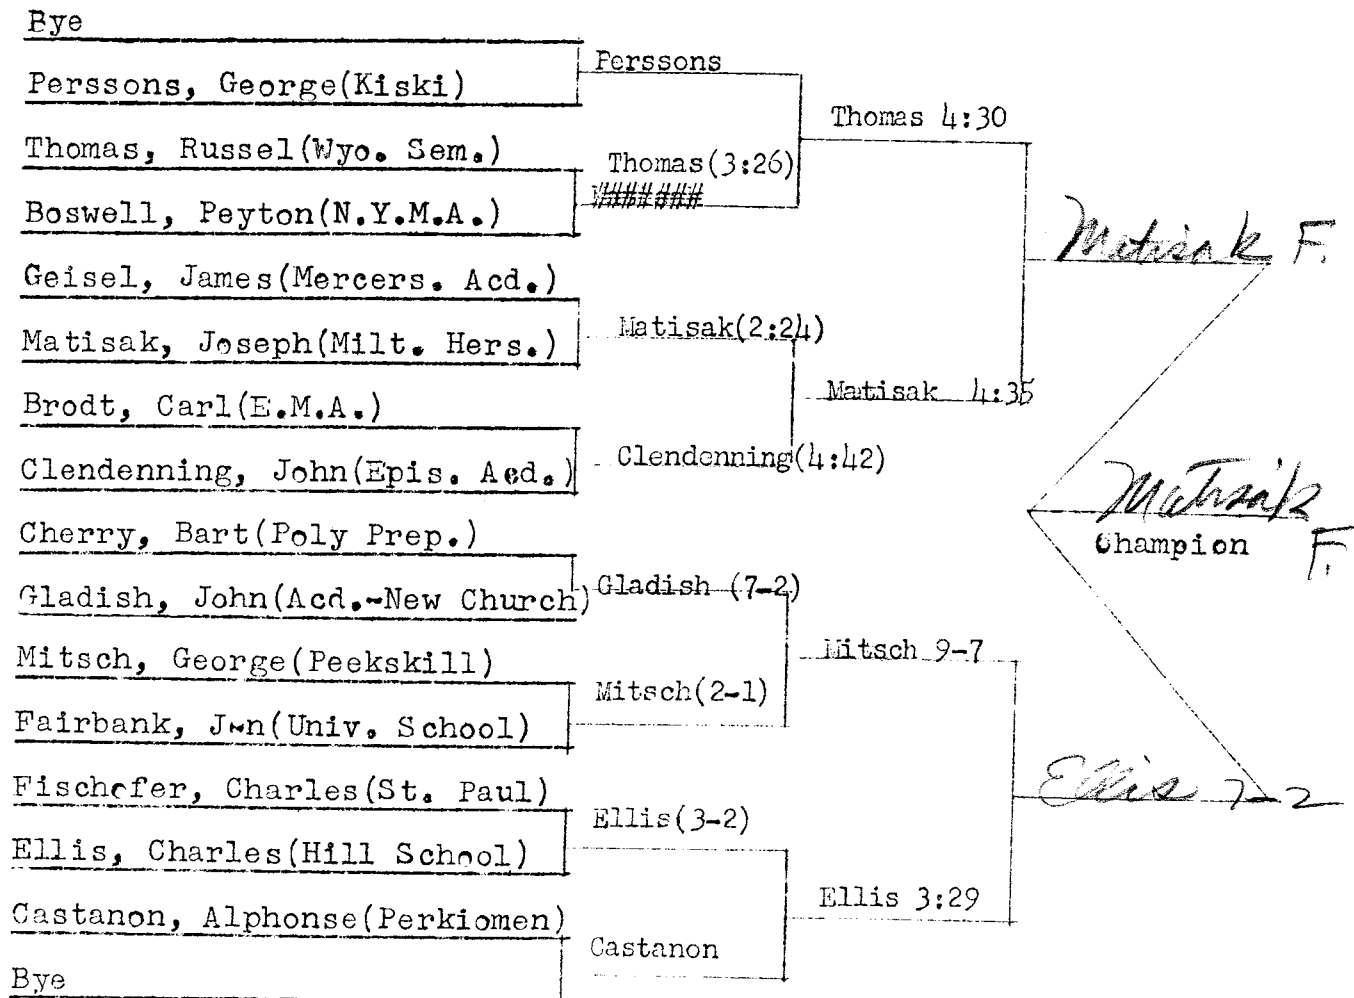 Bye
Perssons
Perssons, George(Kiski)
Thomas 4:30
Thomas, Russel(Wyo. Sem.)
Thomas(3:26)
Boswell, Peyton(N.Y.M.A.)
Matisak F.
Geisel, James(Mercers. Acd.)
Matisak(2:24)
Matisak, Joseph(Milt. Hers.)
Matisak 4:35
Brodt, Carl(E.M.A.)
Clendenning(4:42)
Clendenning, John(Epis. Acd.)
Matisak F.
Champion
Cherry, Bart(Poly Prep.)
Gladish (7-2)
Gladish, John(Acd.-New Church)
Mitsch 9-7
Mitsch, George(Peekskill)
Mitsch(2-1)
Fairbank, (Univ. School)
Ellis 7-2
Charles(St. Paul)
Ellis(3-2)
Ellis, Charles(Hill School)
Ellis 3:29
Castanon, Alphonse(Perkiomen)
Castanon
Bye